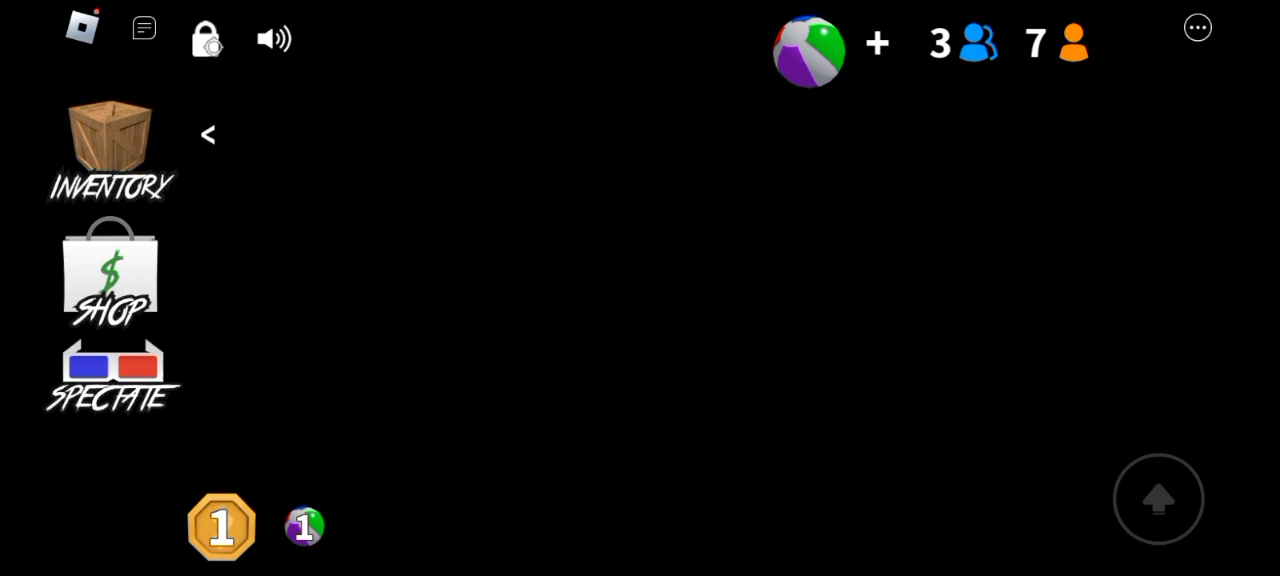 + 3 7
<
INVENTORY
$
SHOP
SPECTATE
1 1